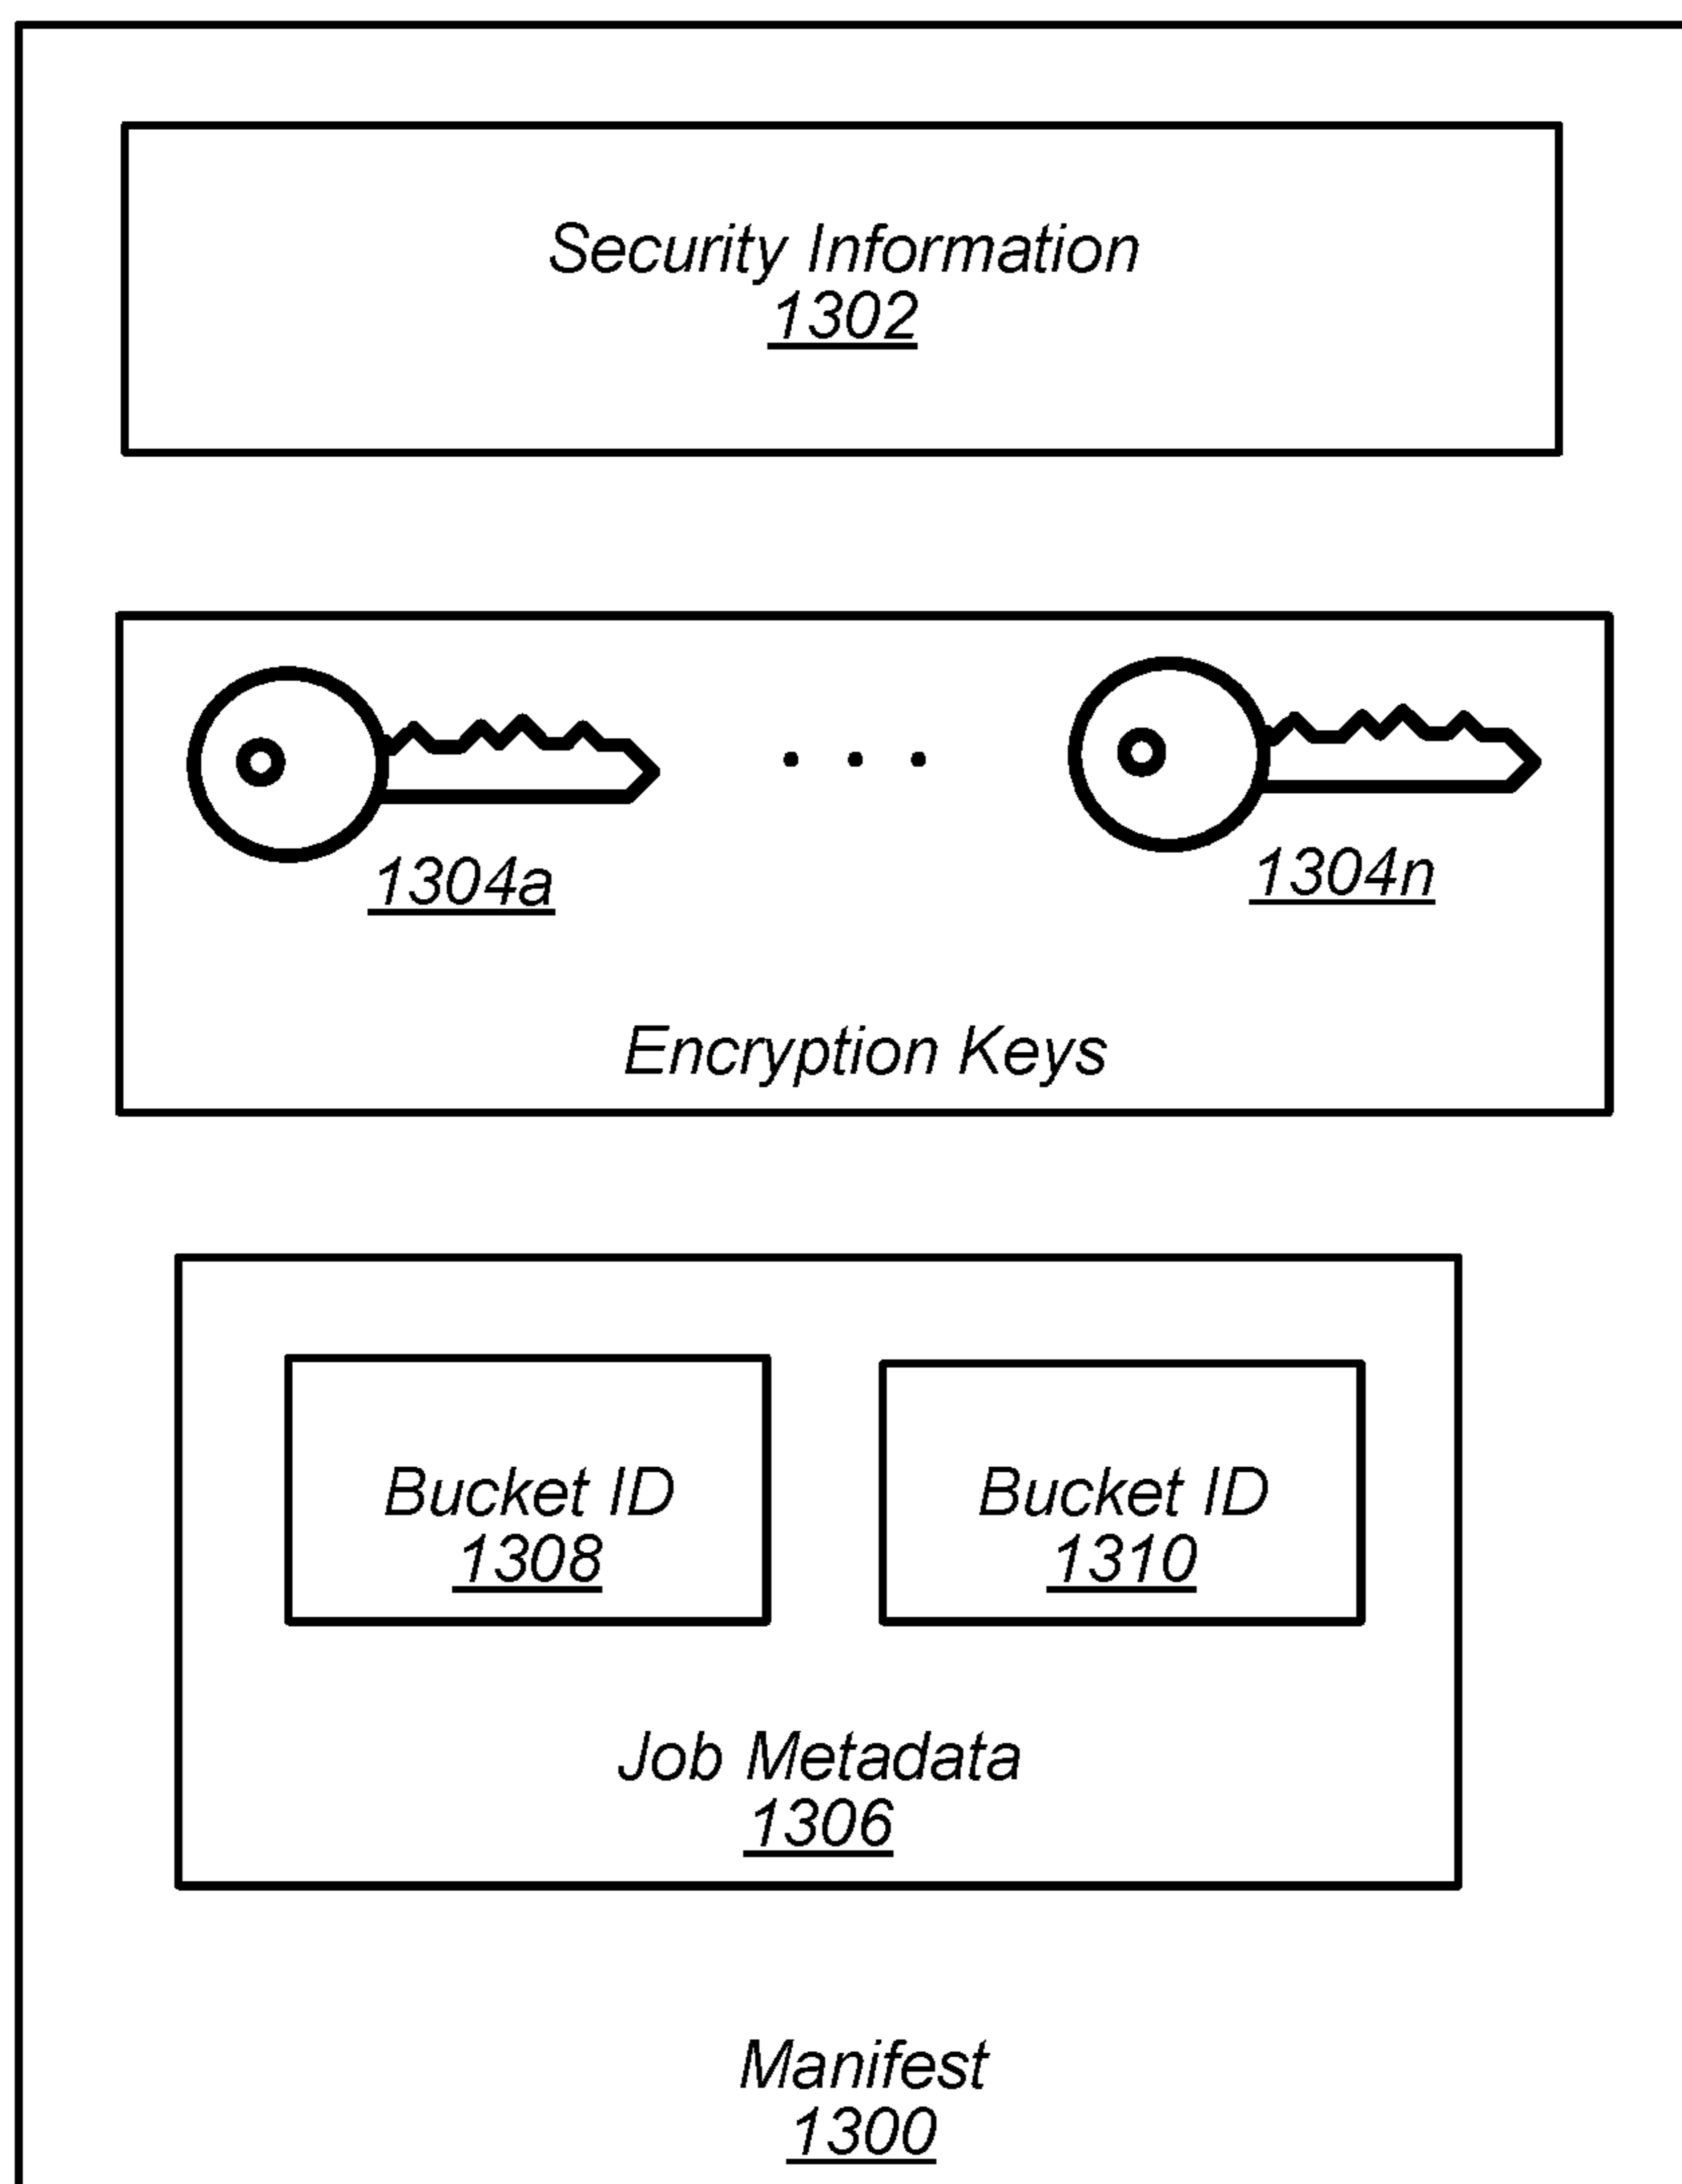 Security Information
1302
. . .
1304a
1304n
Encryption Keys
Bucket ID
1308
Bucket ID
1310
Job Metadata
1306
Manifest
1300